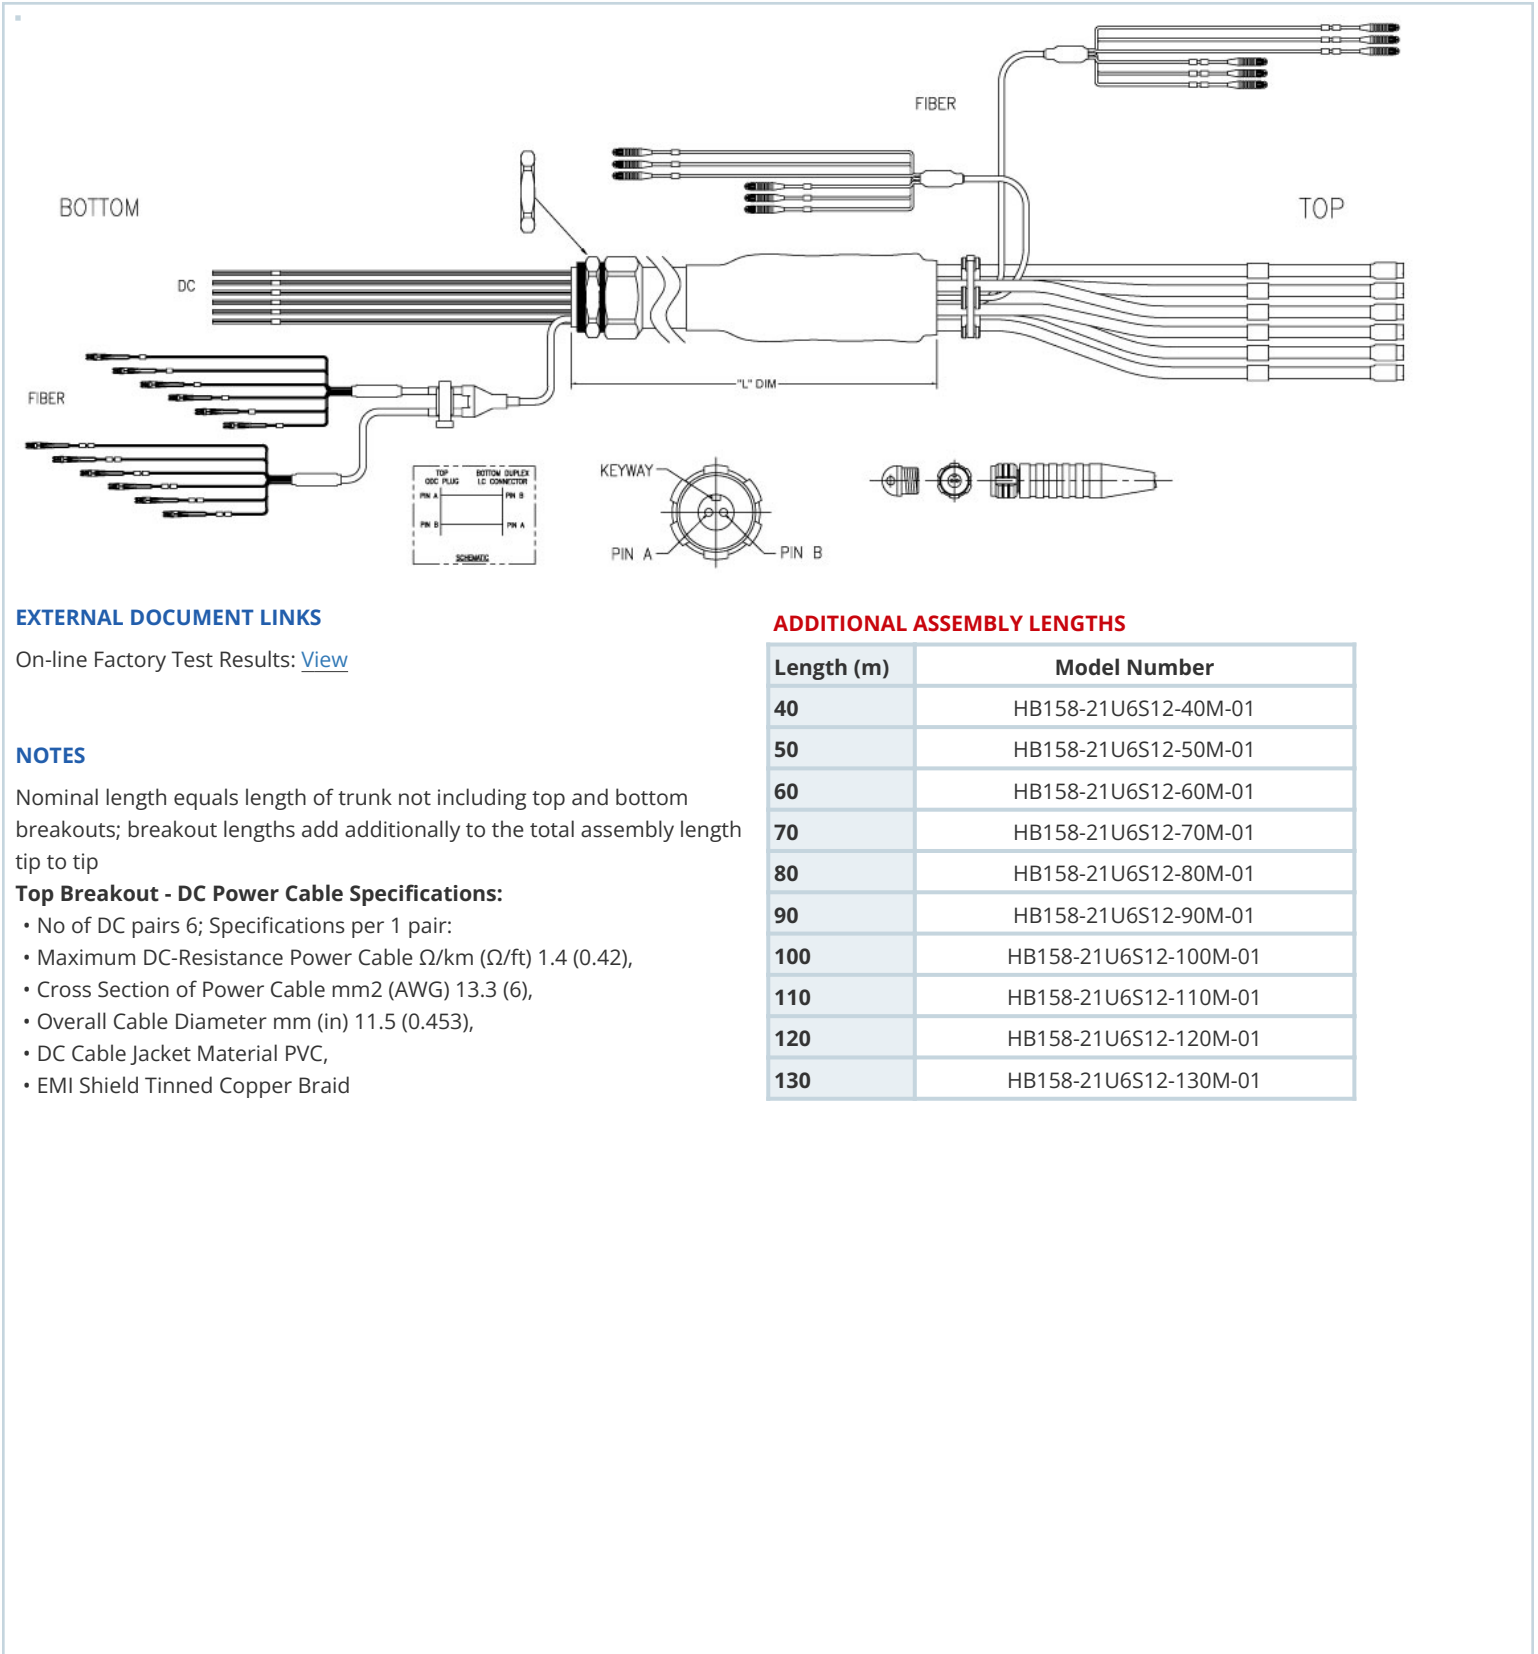 FIBER
BOTTOM
TOP
DC
"L" DIM
FIBER
TOP
ODC PLUG
BOTTOM DUPLEX
LC CONNECTOR
PIN A
PIN B
PIN B
PIN A
SCHEMATIC
KEYWAY
PIN A
PIN B
EXTERNAL DOCUMENT LINKS
On-line Factory Test Results: View
NOTES
Nominal length equals length of trunk not including top and bottom
breakouts; breakout lengths add additionally to the total assembly length
tip to tip
Top Breakout - DC Power Cable Specifications:
• No of DC pairs 6; Specifications per 1 pair:
• Maximum DC-Resistance Power Cable Ω/km (Ω/ft) 1.4 (0.42),
• Cross Section of Power Cable mm2 (AWG) 13.3 (6),
• Overall Cable Diameter mm (in) 11.5 (0.453),
• DC Cable Jacket Material PVC,
• EMI Shield Tinned Copper Braid
ADDITIONAL ASSEMBLY LENGTHS
Length (m) Model Number
40 HB158-21U6S12-40M-01
50 HB158-21U6S12-50M-01
60 HB158-21U6S12-60M-01
70 HB158-21U6S12-70M-01
80 HB158-21U6S12-80M-01
90 HB158-21U6S12-90M-01
100 HB158-21U6S12-100M-01
110 HB158-21U6S12-110M-01
120 HB158-21U6S12-120M-01
130 HB158-21U6S12-130M-01